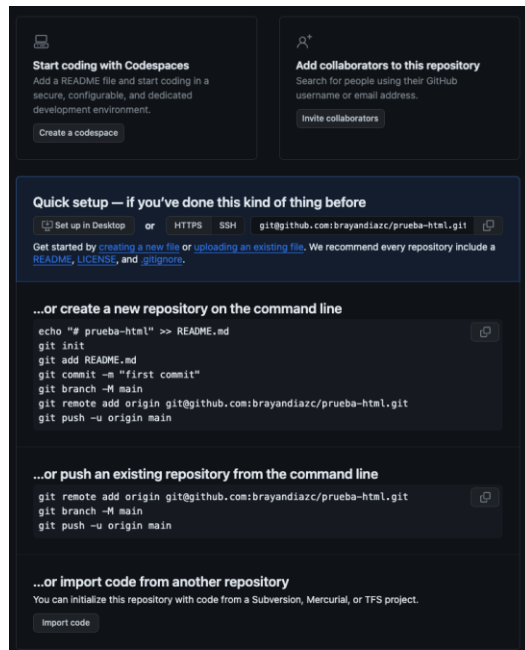 Start coding with Codespaces
Add a README file and start coding in a
secure, configurable, and dedicated
development environment.
Create a codespace
Add collaborators to this repository
Search for people using their GitHub
username or email address.
Invite collaborators
Quick setup — if you've done this kind of thing before
Set up in Desktop or HTTPS SSH git@github.com:brayandiazc/prueba-html.git
Get started by creating a new file or uploading an existing file. We recommend every repository include a
README, LICENSE, and .gitignore.
...or create a new repository on the command line
echo "# prueba-html" >> README.md
git init
git add README.md
git commit -m "first commit"
git branch -M main
git remote add origin git@github.com:brayandiazc/prueba-html.git
git push -u origin main
...or push an existing repository from the command line
git remote add origin git@github.com:brayandiazc/prueba-html.git
git branch -M main
git push -u origin main
...or import code from another repository
You can initialize this repository with code from a Subversion, Mercurial, or TFS project.
Import code